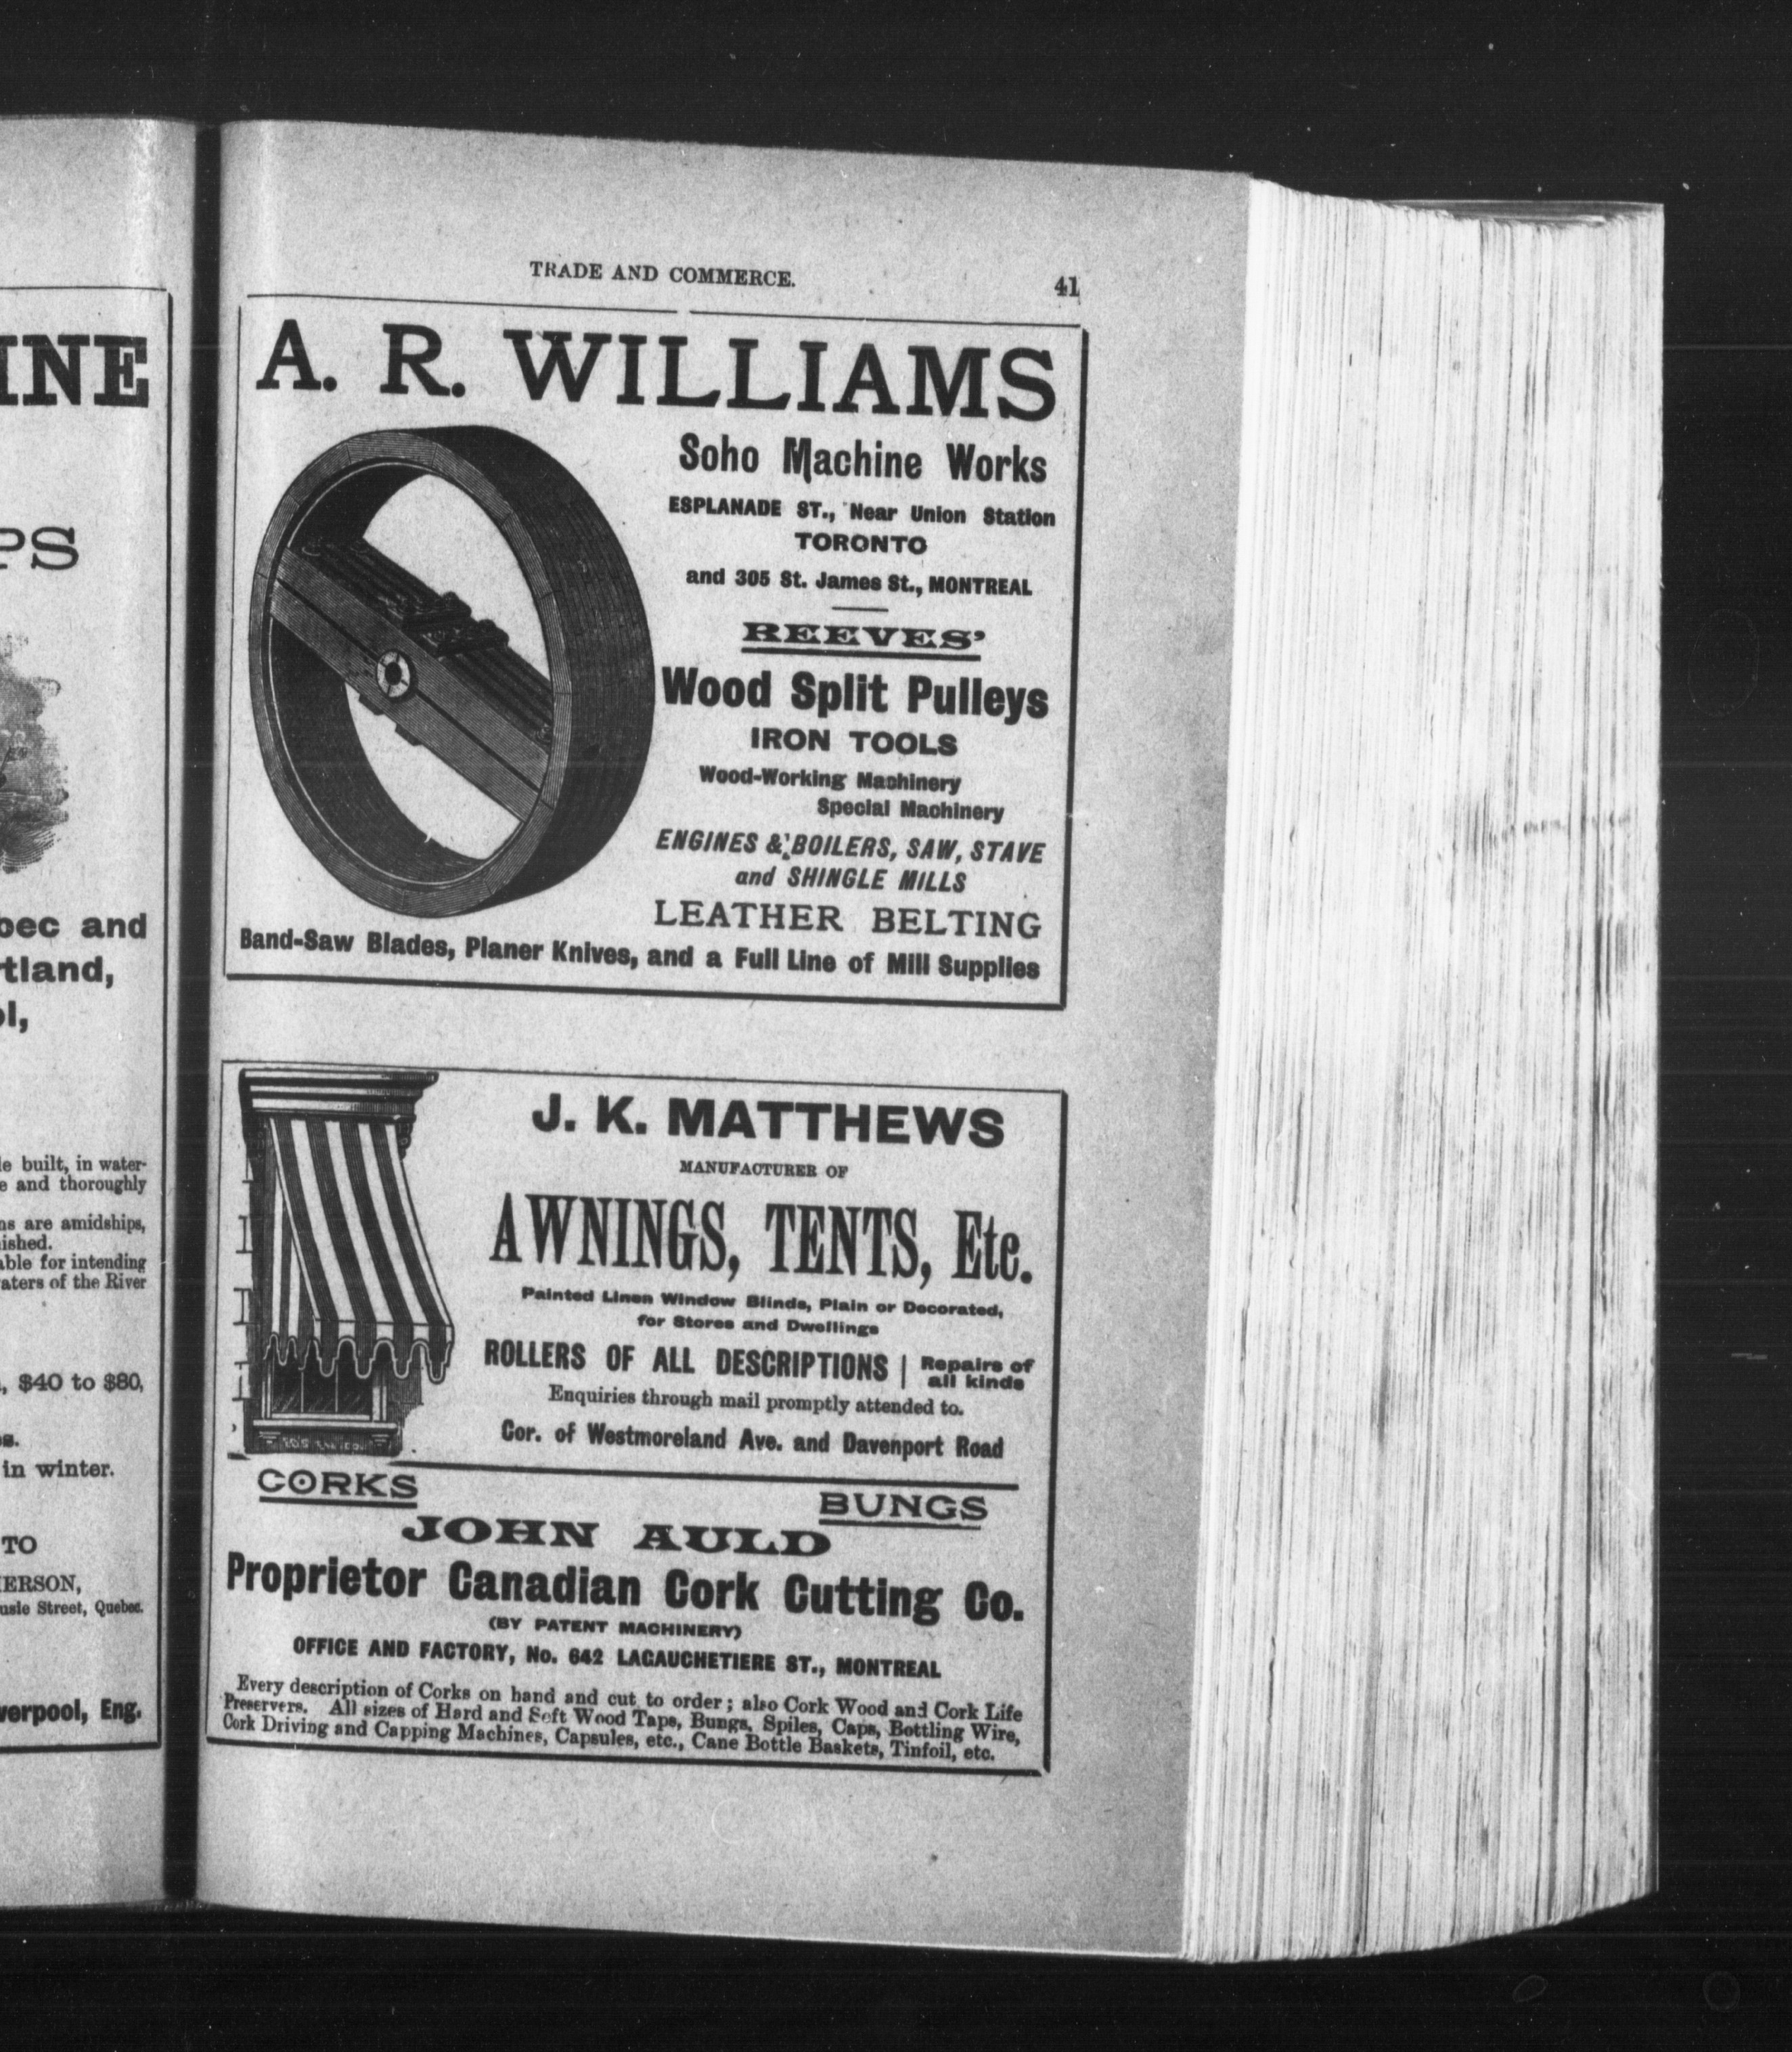 INE
PS
bec and
rtland,
ol,
le built, in water-
e and thoroughly
ns are amidships,
ished.
able for intending
aters of the River
, $40 to $80,
in winter.
TO
IERSON,
usie Street, Quebec.
verpool, Eng.
TRADE AND COMMERCE.
41
A. R. WILLIAMS
Soho Machine Works
ESPLANADE ST., Near Union Station
TORONTO
and 305 St. James St., MONTREAL
REEVES'
Wood Split Pulleys
IRON TOOLS
Wood-Working Machinery
Special Machinery
ENGINES & BOILERS, SAW, STAVE
and SHINGLE MILLS
LEATHER BELTING
Band-Saw Blades, Planer Knives, and a Full Line of Mill Supplies
J. K. MATTHEWS
MANUFACTURER OF
AWNINGS, TENTS, Etc.
Painted Linen Window Blinds, Plain or Decorated,
for Stores and Dwellings
ROLLERS OF ALL DESCRIPTIONS | Repairs of
all kinds
Enquiries through mail promptly attended to.
Cor. of Westmoreland Ave. and Davenport Road
CORKS
BUNGS
JOHN AULD
Proprietor Canadian Cork Cutting Co.
(BY PATENT MACHINERY)
OFFICE AND FACTORY, No. 642 LAGAUCHETIERE ST., MONTREAL
Every description of Corks on hand and cut to order; also Cork Wood and Cork Life
Preservers. All sizes of Hard and Soft Wood Taps, Bungs, Spiles, Caps, Bottling Wire,
Cork Driving and Capping Machines, Capsules, etc., Cane Bottle Baskets, Tinfoil, etc.